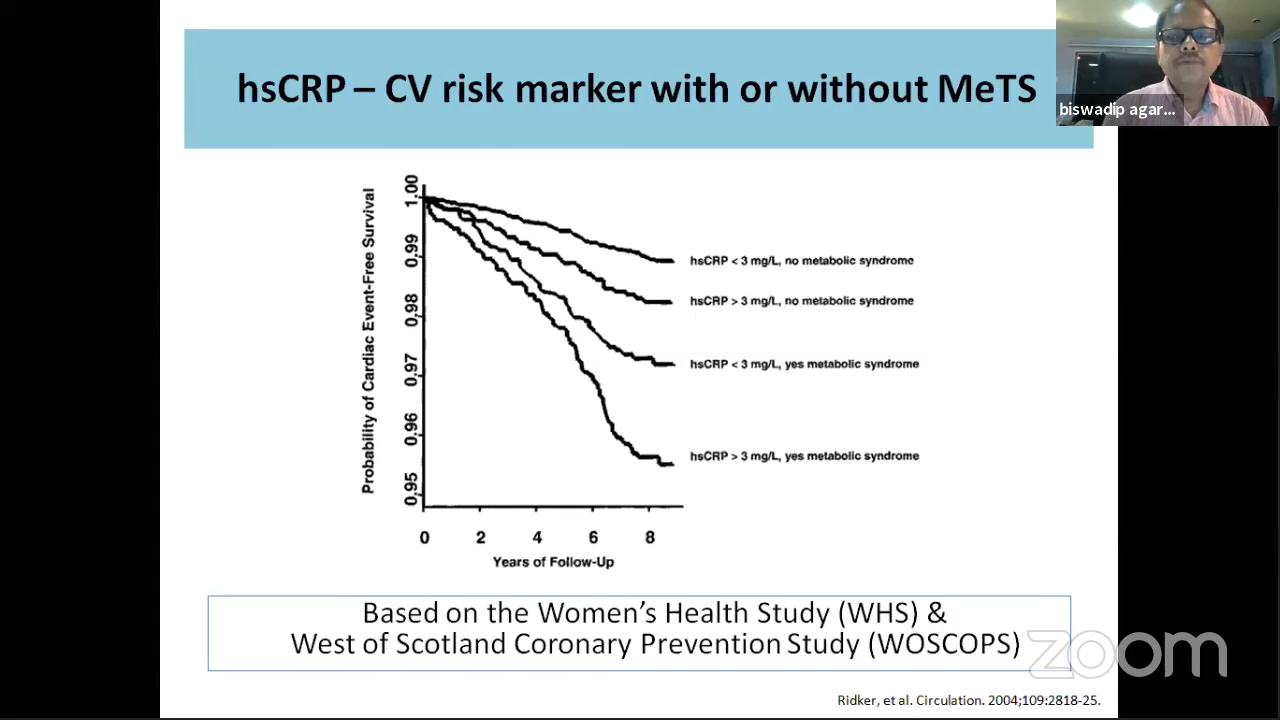 hsCRP – CV risk marker with or without MeTS
biswadip agar...
Probability of Cardiac Event-Free Survival
1,00
0,99
0,98
0,97
0,96
0,95
hsCRP < 3 mg/L, no metabolic syndrome
hsCRP > 3 mg/L, no metabolic syndrome
hsCRP < 3 mg/L, yes metabolic syndrome
hsCRP > 3 mg/L, yes metabolic syndrome
0 2 4 6 8
Years of Follow-Up
Based on the Women's Health Study (WHS) &
West of Scotland Coronary Prevention Study (WOSCOPS)
zoom
Ridker, et al. Circulation. 2004;109:2818-25.